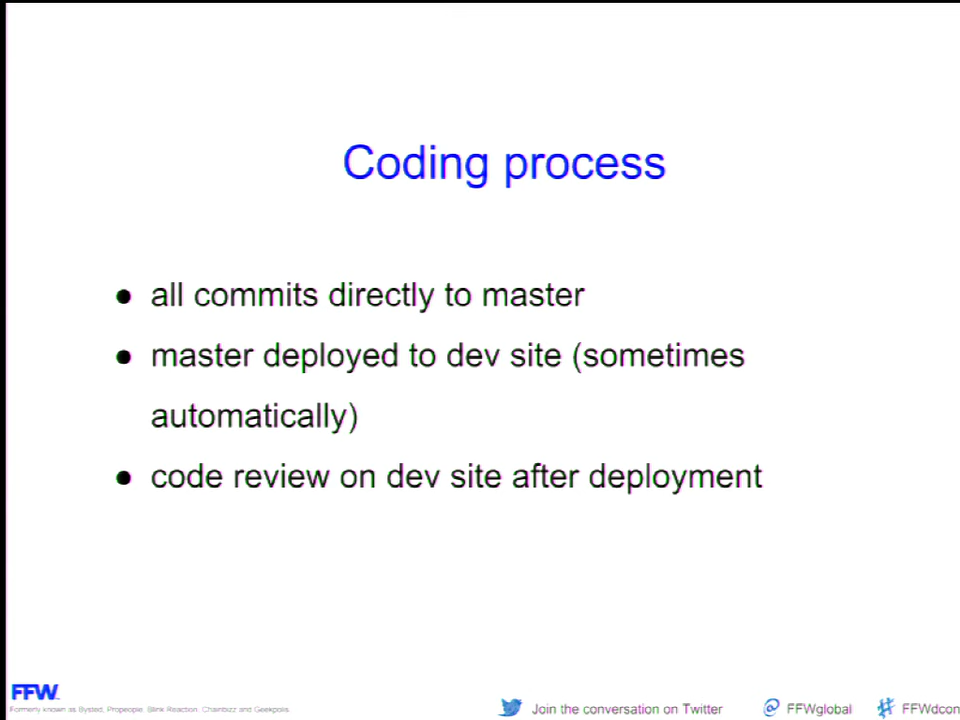 Coding process
● all commits directly to master
● master deployed to dev site (sometimes
automatically)
● code review on dev site after deployment
FFW.
Formerly known as Bysted, Propeople, Blink Reaction, Chainbizz and Geekpolis
Join the conversation on Twitter @ FFWglobal # FFWdcon